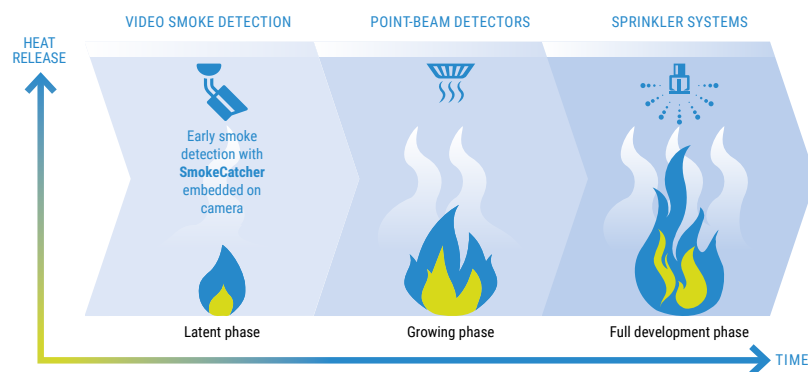 VIDEO SMOKE DETECTION
POINT-BEAM DETECTORS
SPRINKLER SYSTEMS
HEAT
RELEASE
Early smoke
detection with
SmokeCatcher
embedded on
camera
Latent phase
Growing phase
Full development phase
TIME